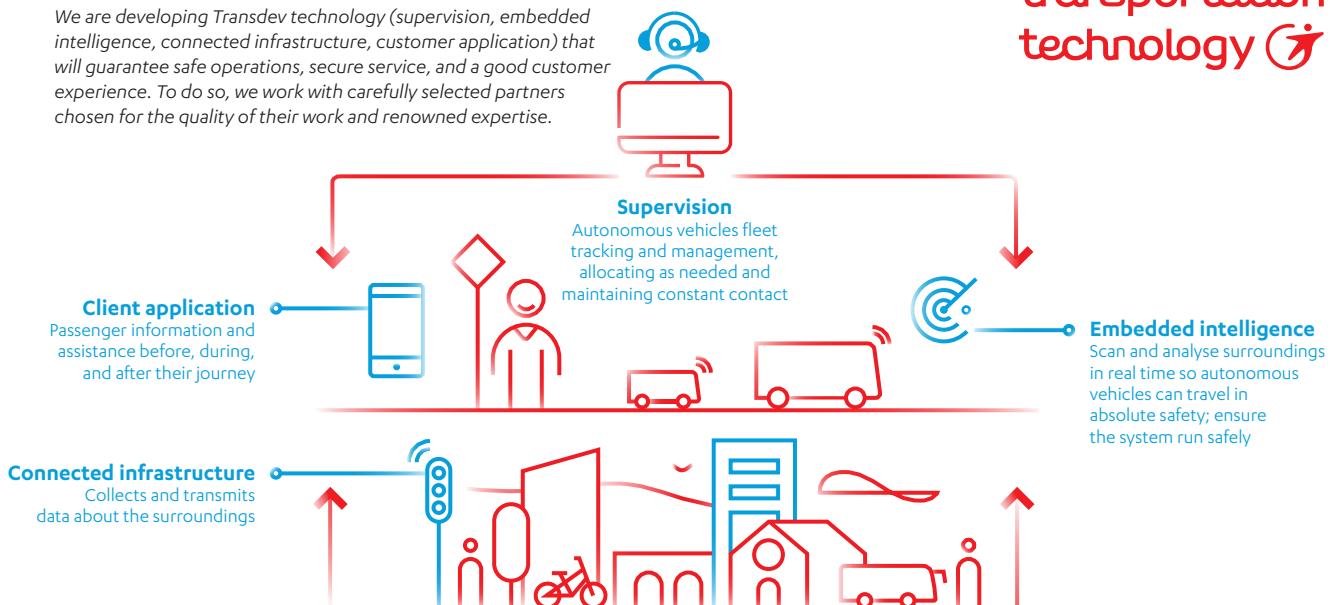 We are developing Transdev technology (supervision, embedded
intelligence, connected infrastructure, customer application) that
will guarantee safe operations, secure service, and a good customer
experience. To do so, we work with carefully selected partners
chosen for the quality of their work and renowned expertise.
transportation
technology
Supervision
Autonomous vehicles fleet
tracking and management,
allocating as needed and
maintaining constant contact
Client application
Passenger information and
assistance before, during,
and after their journey
Embedded intelligence
Scan and analyse surroundings
in real time so autonomous
vehicles can travel in
absolute safety; ensure
the system run safely
Connected infrastructure
Collects and transmits
data about the surroundings